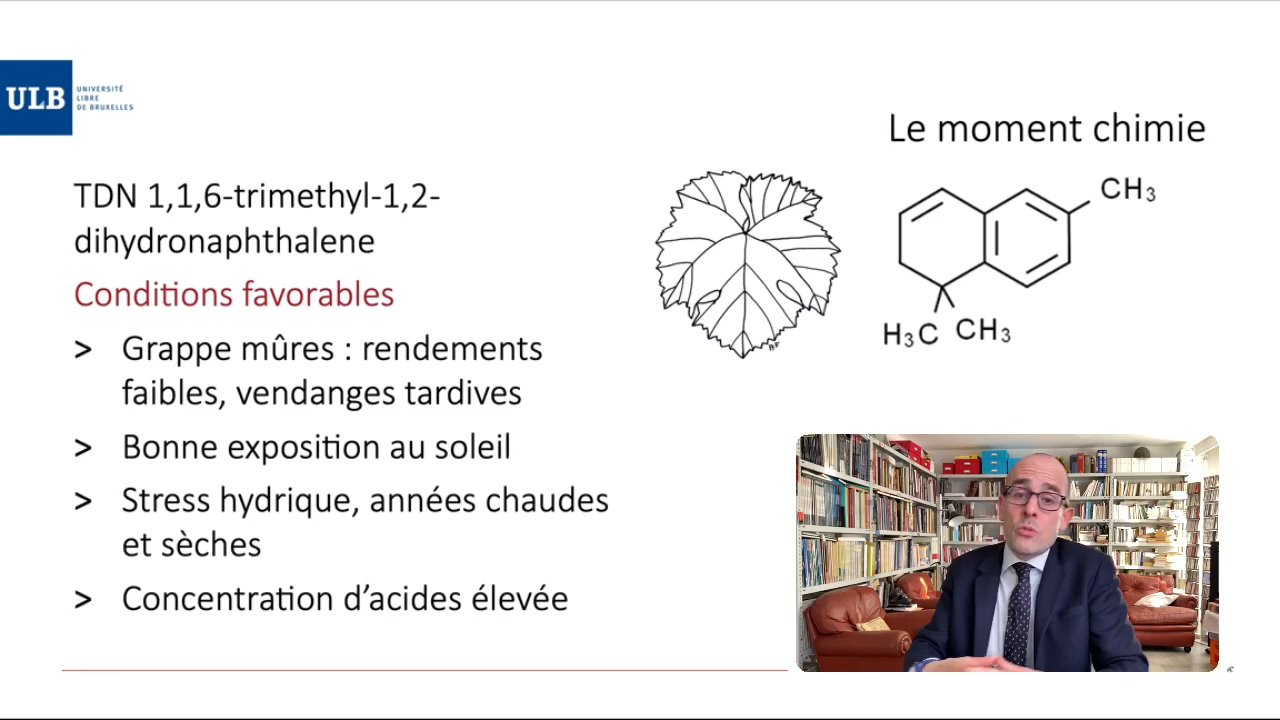 ULB
UNIVERSITÉ
LIBRE
DE BRUXELLES
Le moment chimie
TDN 1,1,6-trimethyl-1,2-
dihydronaphthalene
Conditions favorables
> Grappe mûres : rendements
faibles, vendanges tardives
> Bonne exposition au soleil
> Stress hydrique, années chaudes
et sèches
> Concentration d’acides élevée
CH3
H3C CH3